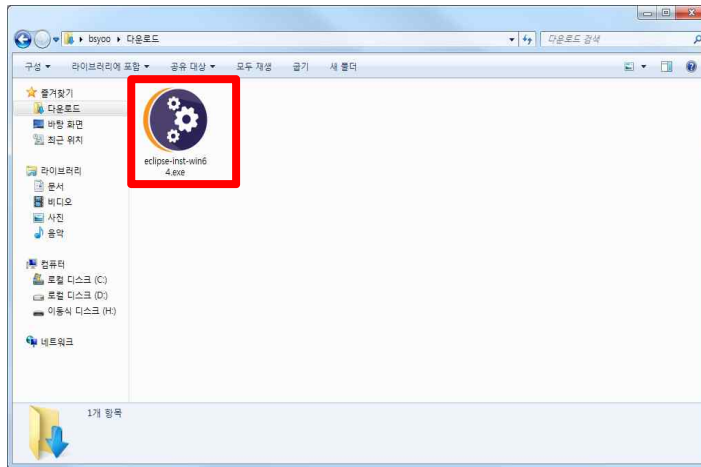 bsyoo ▸ 다운로드
다운로드 검색
구성 라이브러리에 포함 공유 대상 모두 재생 굽기 새 폴더
즐겨찾기
다운로드
바탕 화면
최근 위치
라이브러리
문서
비디오
사진
음악
컴퓨터
로컬 디스크 (C:)
로컬 디스크 (D:)
이동식 디스크 (H:)
네트워크
eclipse-inst-win6
4.exe
1개 항목